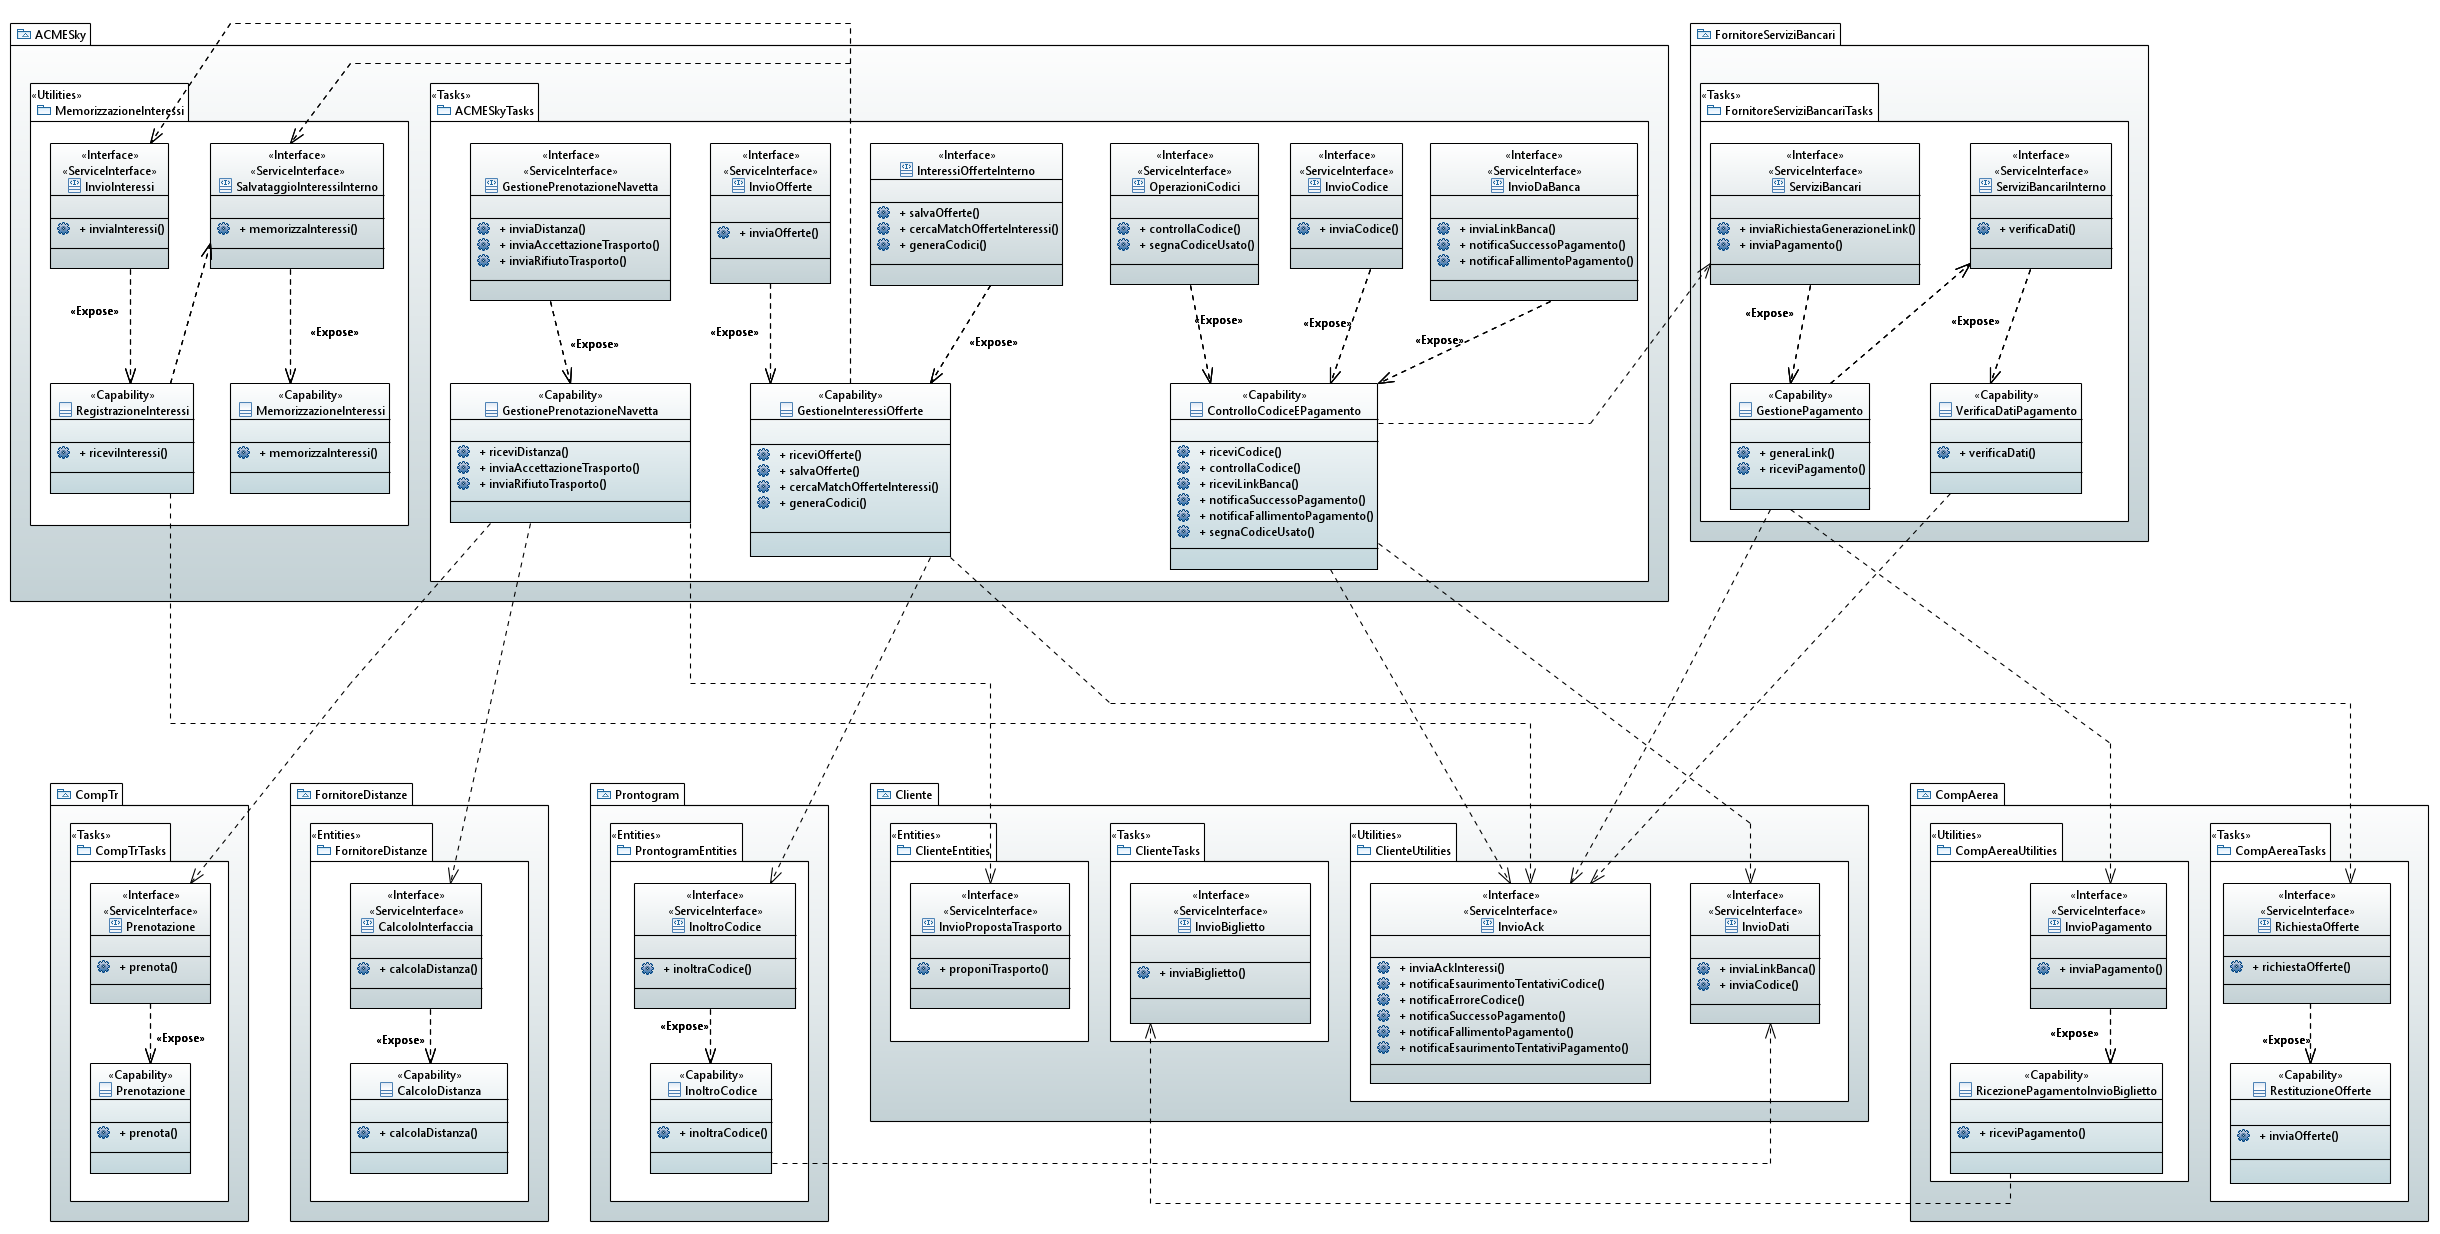 ACMESky
«Utilities»
MemorizzazioneInteressi
«Interface»
«ServiceInterface»
InvioInteressi
+ inviaInteressi()
«Interface»
«ServiceInterface»
SalvataggioInteressiInterno
+ memorizzaInteressi()
«Expose»
«Expose»
«Capability»
RegistrazioneInteressi
+ riceviInteressi()
«Capability»
MemorizzazioneInteressi
+ memorizzaInteressi()
«Tasks»
ACMESkyTasks
«Interface»
«ServiceInterface»
GestionePrenotazioneNavetta
+ inviaDistanza()
+ inviaAccettazioneTrasporto()
+ inviaRifiutoTrasporto()
«Interface»
«ServiceInterface»
InvioOfferte
+ inviaOfferte()
«Interface»
InteressiOfferteInterno
+ salvaOfferte()
+ cercaMatchOfferteInteressi()
+ generaCodici()
«Interface»
«ServiceInterface»
OperazioniCodici
+ controllaCodice()
+ segnaCodiceUsato()
«Interface»
«ServiceInterface»
InvioCodice
+ inviaCodice()
«Interface»
«ServiceInterface»
InvioDaBanca
+ inviaLinkBanca()
+ notificaSuccessoPagamento()
+ notificaFallimentoPagamento()
«Expose»
«Expose»
«Expose»
«Expose»
«Expose»
«Expose»
«Capability»
GestionePrenotazioneNavetta
+ riceviDistanza()
+ inviaAccettazioneTrasporto()
+ inviaRifiutoTrasporto()
«Capability»
GestioneInteressiOfferte
+ riceviOfferte()
+ salvaOfferte()
+ cercaMatchOfferteInteressi()
+ generaCodici()
«Capability»
ControlloCodiceEPagamento
+ riceviCodice()
+ controllaCodice()
+ riceviLinkBanca()
+ notificaSuccessoPagamento()
+ notificaFallimentoPagamento()
+ segnaCodiceUsato()
FornitoreServiziBancari
«Tasks»
FornitoreServiziBancariTasks
«Interface»
«ServiceInterface»
ServiziBancari
+ inviaRichiestaGenerazioneLink()
+ inviaPagamento()
«Interface»
«ServiceInterface»
ServiziBancariInterno
+ verificaDati()
«Expose»
«Expose»
«Capability»
GestionePagamento
+ generaLink()
+ riceviPagamento()
«Capability»
VerificaDatiPagamento
+ verificaDati()
CompTr
«Tasks»
CompTrTasks
«Interface»
«ServiceInterface»
Prenotazione
+ prenota()
«Expose»
«Capability»
Prenotazione
+ prenota()
FornitoreDistanze
«Entities»
FornitoreDistanze
«Interface»
«ServiceInterface»
CalcoloInterfaccia
+ calcolaDistanza()
«Expose»
«Capability»
CalcoloDistanza
+ calcolaDistanza()
Prontogram
«Entities»
ProntogramEntities
«Interface»
«ServiceInterface»
InoltroCodice
+ inoltraCodice()
«Expose»
«Capability»
InoltroCodice
+ inoltraCodice()
Cliente
«Entities»
ClienteEntities
«Interface»
«ServiceInterface»
InvioPropostaTrasporto
+ proponiTrasporto()
«Tasks»
ClienteTasks
«Interface»
«ServiceInterface»
InvioBiglietto
+ inviaBiglietto()
«Utilities»
ClienteUtilities
«Interface»
«ServiceInterface»
InvioAck
+ inviaAckInteressi()
+ notificaEsaurimentoTentativiCodice()
+ notificaErroreCodice()
+ notificaSuccessoPagamento()
+ notificaFallimentoPagamento()
+ notificaEsaurimentoTentativiPagamento()
«Interface»
«ServiceInterface»
InvioDati
+ inviaLinkBanca()
+ inviaCodice()
CompAerea
«Utilities»
CompAereaUtilities
«Interface»
«ServiceInterface»
InvioPagamento
+ inviaPagamento()
«Expose»
«Capability»
RicezionePagamentoInvioBiglietto
+ riceviPagamento()
«Tasks»
CompAereaTasks
«Interface»
«ServiceInterface»
RichiestaOfferte
+ richiestaOfferte()
«Expose»
«Capability»
RestituzioneOfferte
+ inviaOfferte()